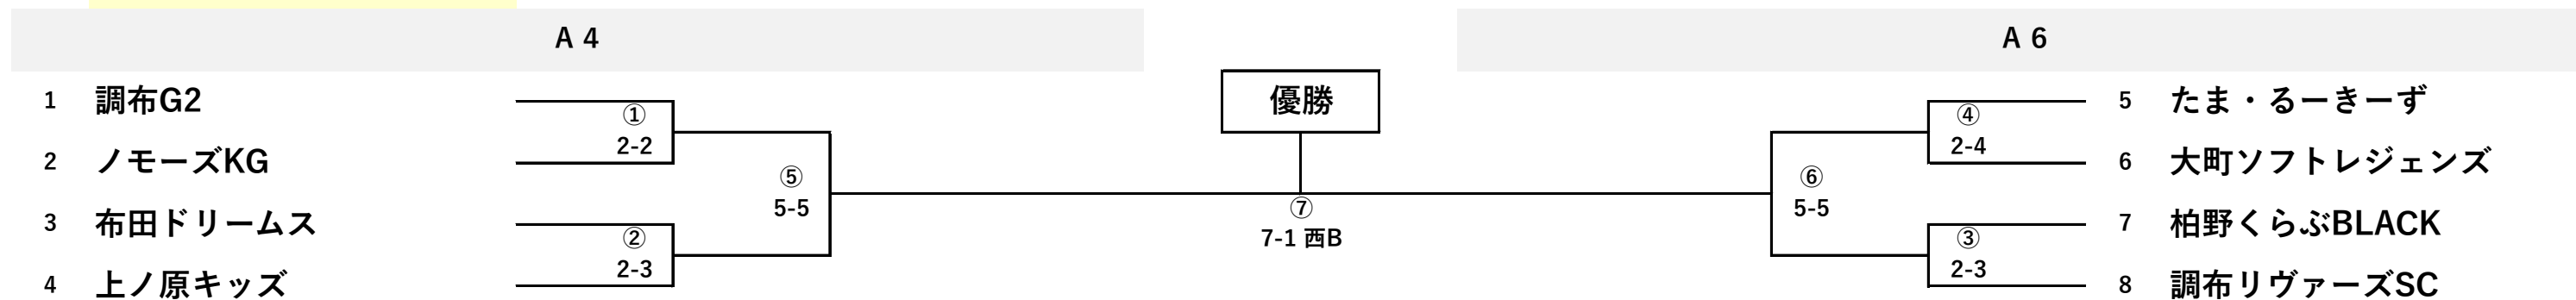 A 4
A 6
優勝
1 調布G2
2 ノモーズKG
3 布田ドリームス
4 上ノ原キッズ
①
2-2
②
2-3
⑤
5-5
⑦
7-1 西B
⑥
5-5
④
2-4
③
2-3
5 たま・るーきーず
6 大町ソフトレジェンズ
7 柏野くらぶBLACK
8 調布リヴァーズSC